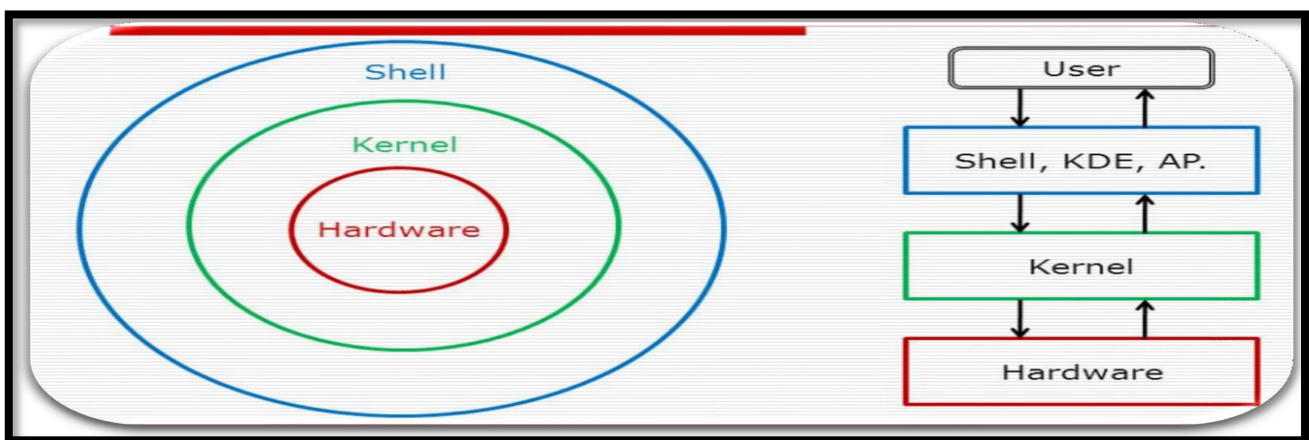 Shell
Kernel
Hardware
User
Shell, KDE, AP.
Kernel
Hardware